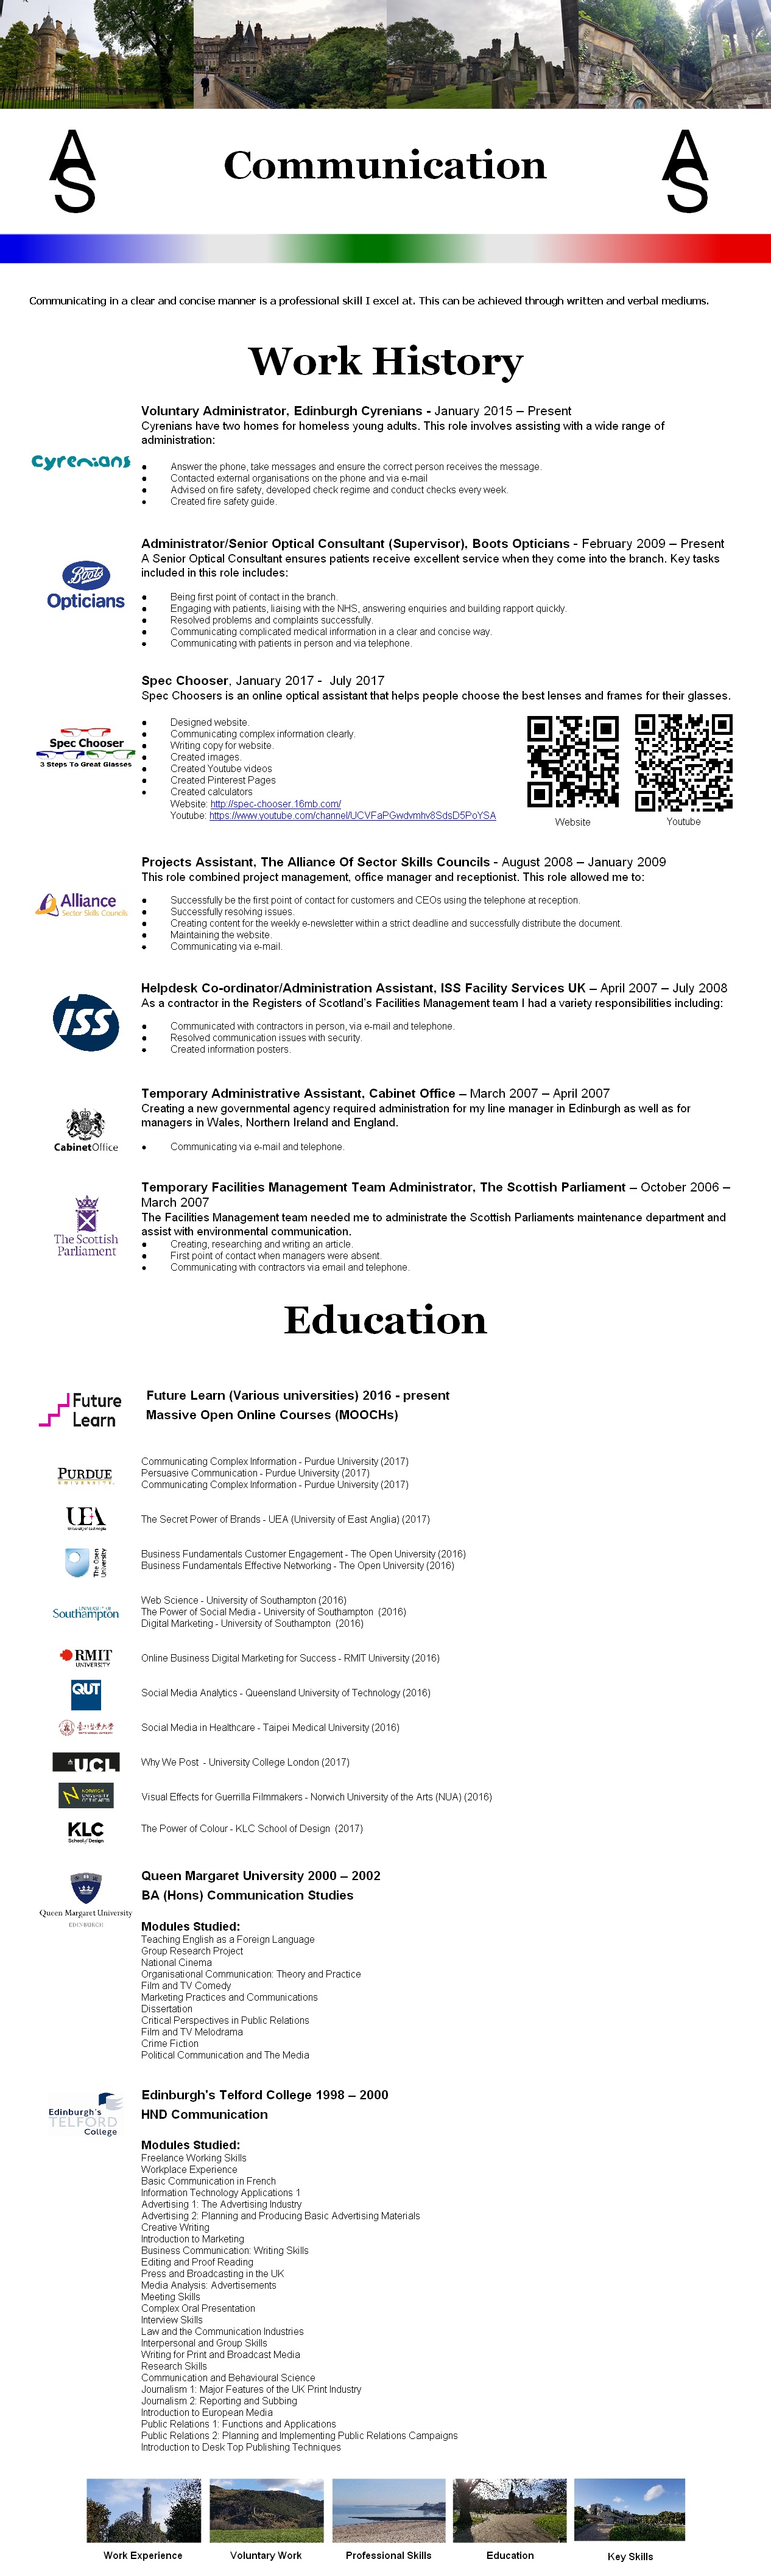 A
S
Communication
A
S
Communicating in a clear and concise manner is a professional skill I excel at. This can be achieved through written and verbal mediums.
Work History
Voluntary Administrator, Edinburgh Cyrenians - January 2015 – Present
Cyrenians have two homes for homeless young adults. This role involves assisting with a wide range of
administration:
cyrenians
● Answer the phone, take messages and ensure the correct person receives the message.
● Contacted external organisations on the phone and via e-mail
● Advised on fire safety, developed check regime and conduct checks every week.
● Created fire safety guide.
Administrator/Senior Optical Consultant (Supervisor), Boots Opticians - February 2009 – Present
A Senior Optical Consultant ensures patients receive excellent service when they come into the branch. Key tasks
included in this role includes:
Boots
Opticians
● Being first point of contact in the branch.
● Engaging with patients, liaising with the NHS, answering enquiries and building rapport quickly.
● Resolved problems and complaints successfully.
● Communicating complicated medical information in a clear and concise way.
● Communicating with patients in person and via telephone.
Spec Chooser, January 2017 - July 2017
Spec Choosers is an online optical assistant that helps people choose the best lenses and frames for their glasses.
Spec Chooser
3 Steps To Great Glasses
● Designed website.
● Communicating complex information clearly.
● Writing copy for website.
● Created images.
● Created Youtube videos
● Created Pinterest Pages
● Created calculators
Website: http://spec-chooser.16mb.com/
Youtube: https://www.youtube.com/channel/UCVFaPGwdvmhv8SdsD5PoYSA
Website
Youtube
Projects Assistant, The Alliance Of Sector Skills Councils - August 2008 – January 2009
This role combined project management, office manager and receptionist. This role allowed me to:
Alliance
Sector Skills Councils
● Successfully be the first point of contact for customers and CEOs using the telephone at reception.
● Successfully resolving issues.
● Creating content for the weekly e-newsletter within a strict deadline and successfully distribute the document.
● Maintaining the website.
● Communicating via e-mail.
Helpdesk Co-ordinator/Administration Assistant, ISS Facility Services UK – April 2007 – July 2008
As a contractor in the Registers of Scotland's Facilities Management team I had a variety responsibilities including:
ISS
● Communicated with contractors in person, via e-mail and telephone.
● Resolved communication issues with security.
● Created information posters.
Temporary Administrative Assistant, Cabinet Office – March 2007 – April 2007
Creating a new governmental agency required administration for my line manager in Edinburgh as well as for
managers in Wales, Northern Ireland and England.
CabinetOffice
● Communicating via e-mail and telephone.
Temporary Facilities Management Team Administrator, The Scottish Parliament – October 2006 –
March 2007
The Facilities Management team needed me to administrate the Scottish Parliaments maintenance department and
assist with environmental communication.
The Scottish
Parliament
● Creating, researching and writing an article.
● First point of contact when managers were absent.
● Communicating with contractors via email and telephone.
Education
Future
Learn
Future Learn (Various universities) 2016 - present
Massive Open Online Courses (MOOCHs)
PURDUE
UNIVERSITY
Communicating Complex Information - Purdue University (2017)
Persuasive Communication - Purdue University (2017)
Communicating Complex Information - Purdue University (2017)
UEA
University of East Anglia
The Secret Power of Brands - UEA (University of East Anglia) (2017)
The Open
University
Business Fundamentals Customer Engagement - The Open University (2016)
Business Fundamentals Effective Networking - The Open University (2016)
UNIVERSITY OF
Southampton
Web Science - University of Southampton (2016)
The Power of Social Media - University of Southampton (2016)
Digital Marketing - University of Southampton (2016)
RMIT
UNIVERSITY
Online Business Digital Marketing for Success - RMIT University (2016)
QUT
Social Media Analytics - Queensland University of Technology (2016)
Social Media in Healthcare - Taipei Medical University (2016)
UCL
Why We Post - University College London (2017)
NORWICH
UNIVERSITY
OF THE ARTS
Visual Effects for Guerrilla Filmmakers - Norwich University of the Arts (NUA) (2016)
KLC
School of Design
The Power of Colour - KLC School of Design (2017)
Queen Margaret University
EDINBURGH
Queen Margaret University 2000 – 2002
BA (Hons) Communication Studies
Modules Studied:
Teaching English as a Foreign Language
Group Research Project
National Cinema
Organisational Communication: Theory and Practice
Film and TV Comedy
Marketing Practices and Communications
Dissertation
Critical Perspectives in Public Relations
Film and TV Melodrama
Crime Fiction
Political Communication and The Media
Edinburgh's
TELFORD
College
Edinburgh's Telford College 1998 – 2000
HND Communication
Modules Studied:
Freelance Working Skills
Workplace Experience
Basic Communication in French
Information Technology Applications 1
Advertising 1: The Advertising Industry
Advertising 2: Planning and Producing Basic Advertising Materials
Creative Writing
Introduction to Marketing
Business Communication: Writing Skills
Editing and Proof Reading
Press and Broadcasting in the UK
Media Analysis: Advertisements
Meeting Skills
Complex Oral Presentation
Interview Skills
Law and the Communication Industries
Interpersonal and Group Skills
Writing for Print and Broadcast Media
Research Skills
Communication and Behavioural Science
Journalism 1: Major Features of the UK Print Industry
Journalism 2: Reporting and Subbing
Introduction to European Media
Public Relations 1: Functions and Applications
Public Relations 2: Planning and Implementing Public Relations Campaigns
Introduction to Desk Top Publishing Techniques
Work Experience
Voluntary Work
Professional Skills
Education
Key Skills